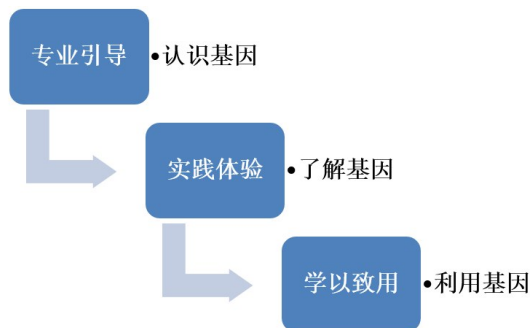 专业引导
•认识基因
实践体验
•了解基因
学以致用
•利用基因